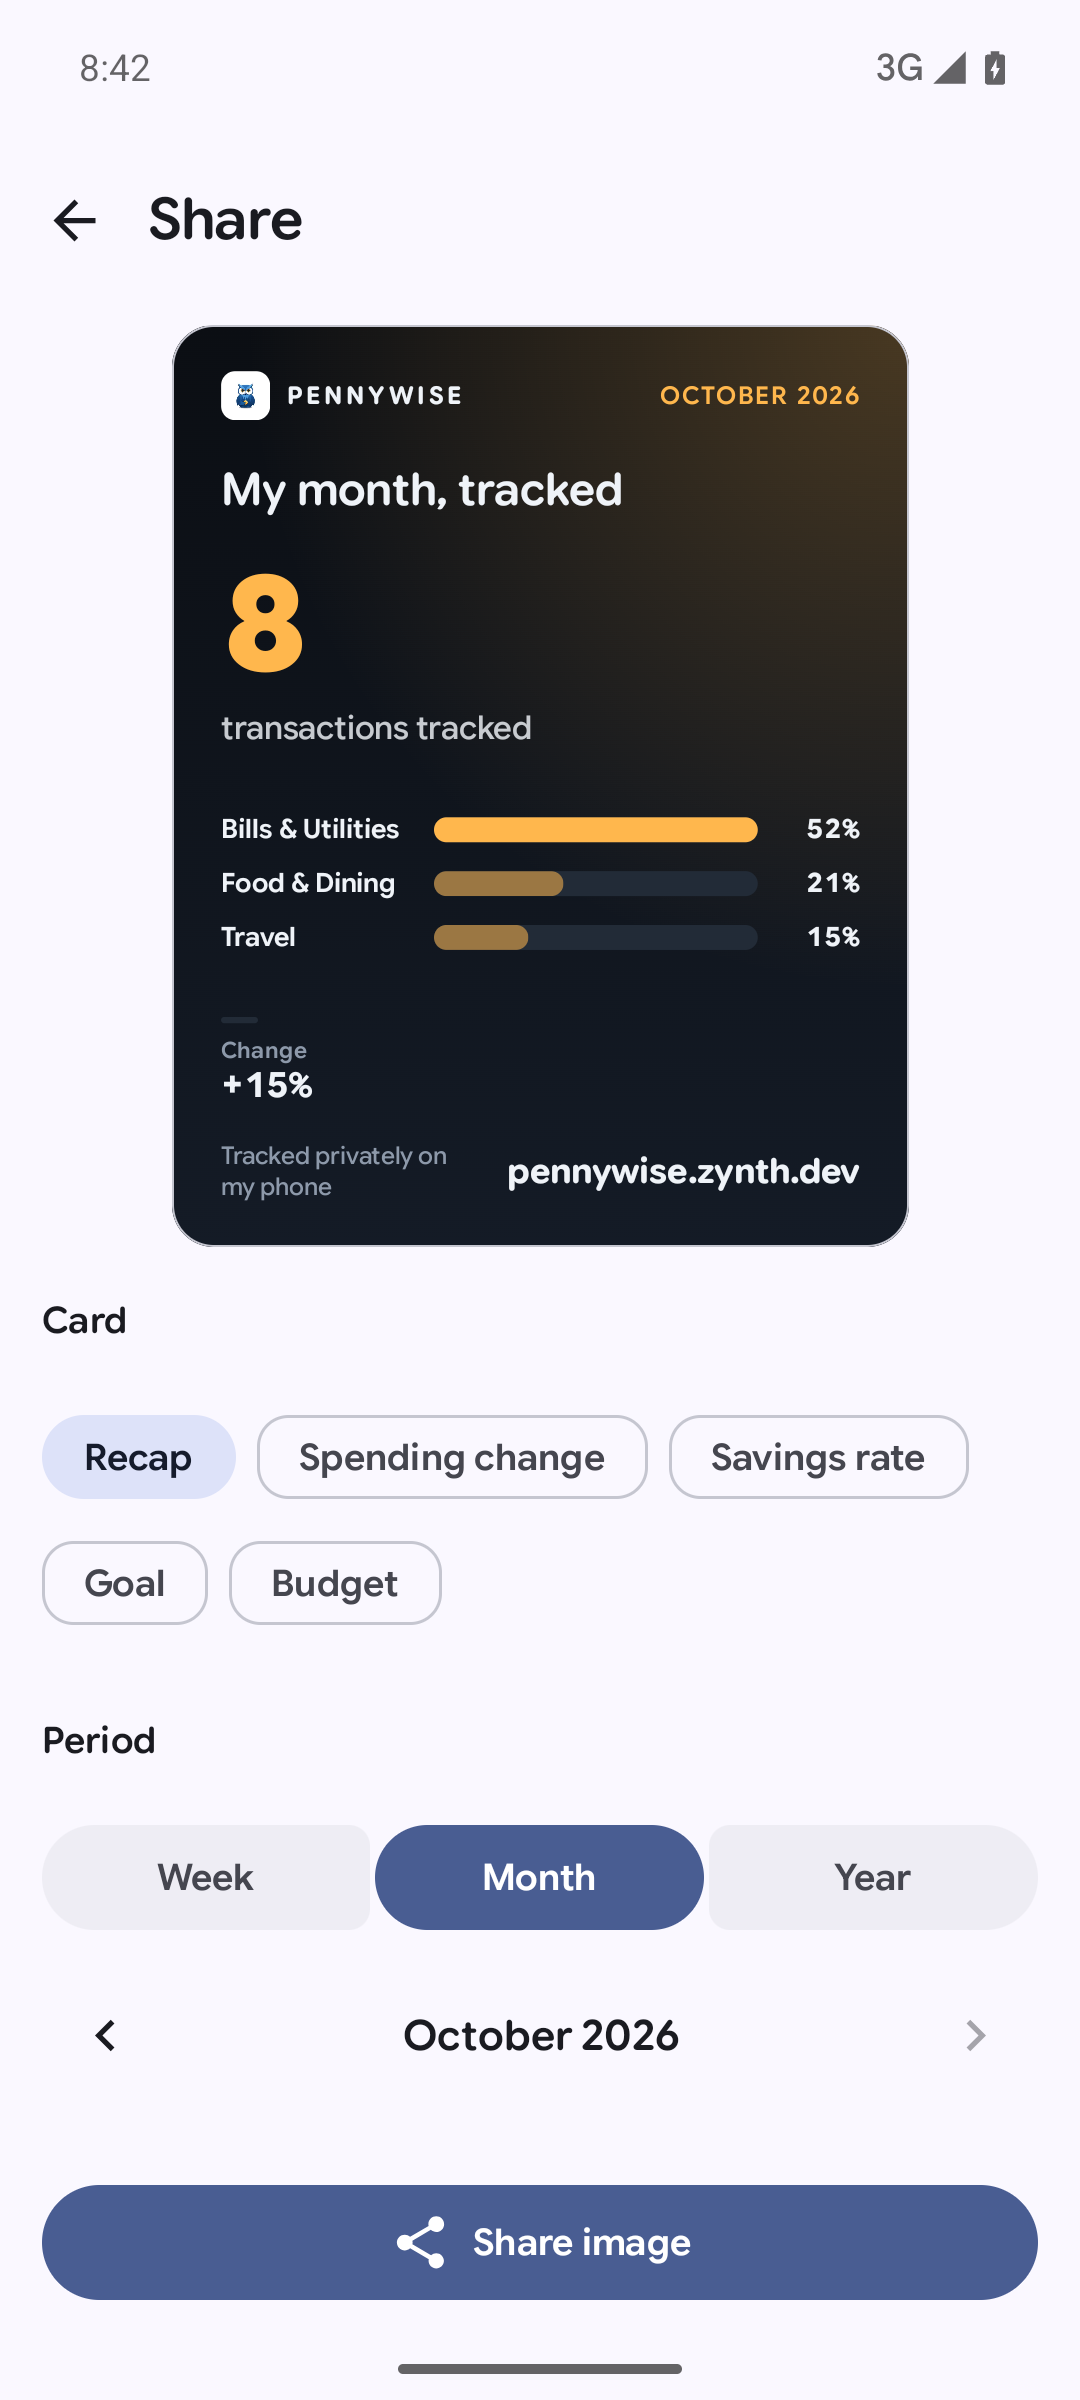 8:42
3G
Share
PENNYWISE
OCTOBER 2026
My month, tracked
8
transactions tracked
Bills & Utilities 52%
Food & Dining 21%
Travel 15%
Change
+15%
Tracked privately on
my phone
pennywise.zynth.dev
Card
Recap
Spending change
Savings rate
Goal
Budget
Period
Week
Month
Year
October 2026
Share image